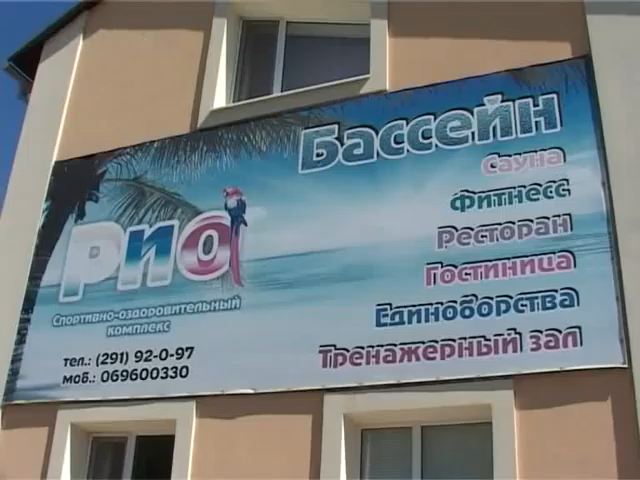 Бассейн
Сауна
Фитнесс
Ресторан
Гостиница
Единоборства
Тренажерный зал
Рио
Спортивно-оздоровительный
комплекс
тел.: (291) 92-0-97
моб.: 069600330